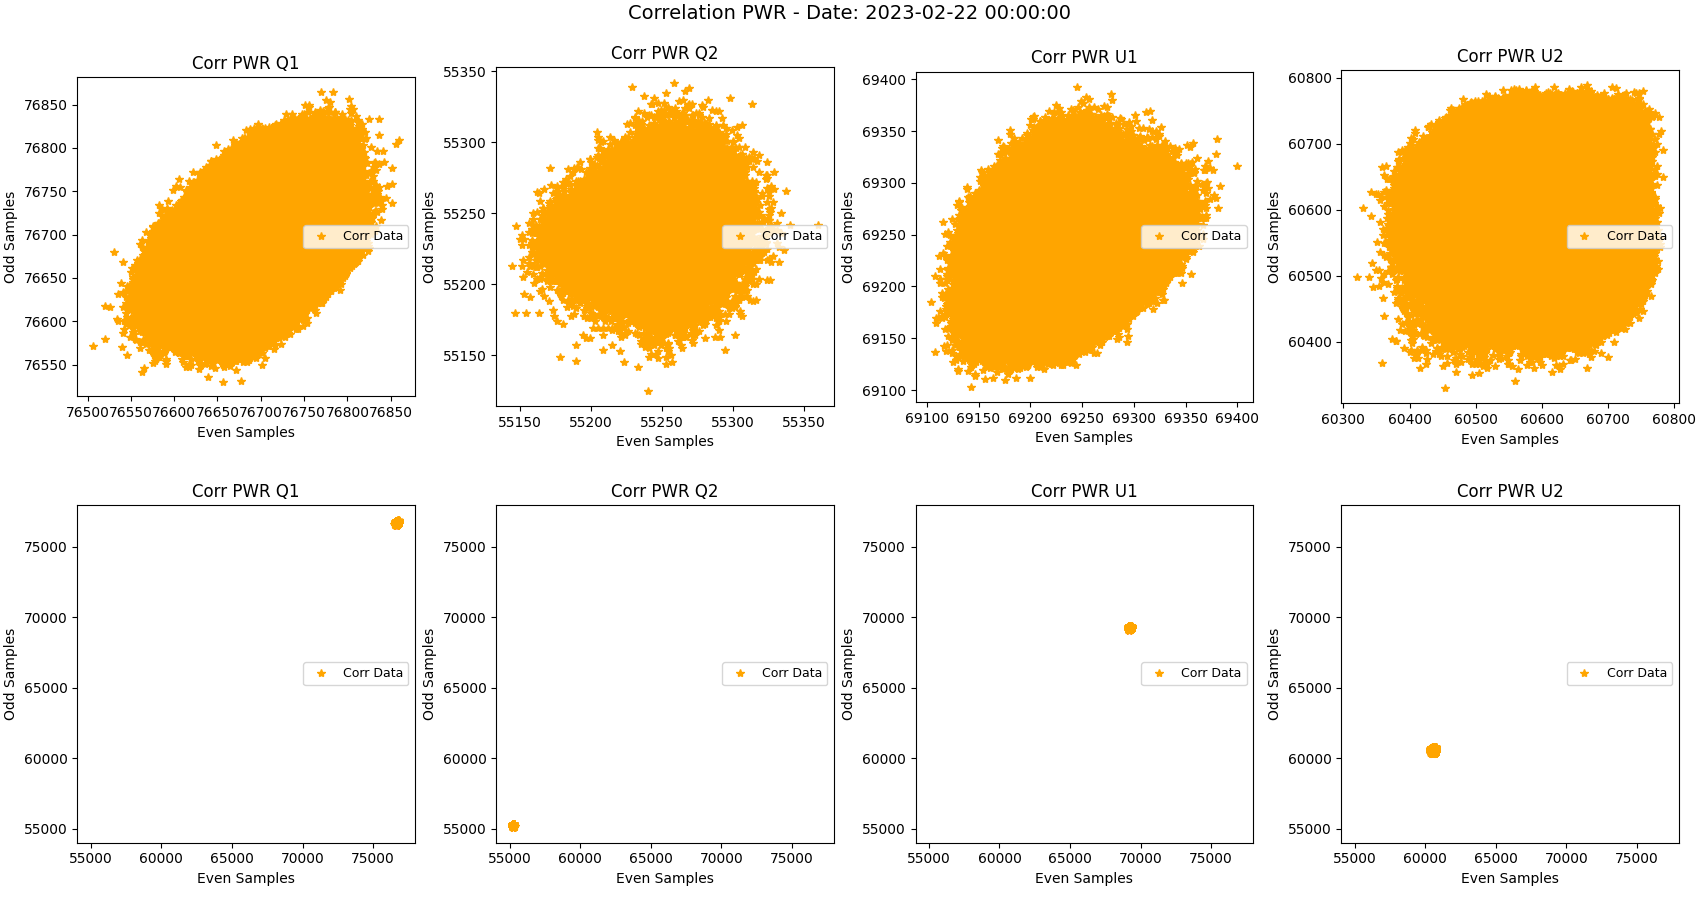 Correlation PWR - Date: 2023-02-22 00:00:00
Corr PWR Q1
76850
76800
76750
76700
76650
76600
76550
Odd Samples
Corr Data
76500 76550 76600 76650 76700 76750 76800 76850
Even Samples
Corr PWR Q2
55350
55300
55250
55200
55150
Odd Samples
Corr Data
55150 55200 55250 55300 55350
Even Samples
Corr PWR U1
69400
69350
69300
69250
69200
69150
69100
Odd Samples
Corr Data
69100 69150 69200 69250 69300 69350 69400
Even Samples
Corr PWR U2
60800
60700
60600
60500
60400
Odd Samples
Corr Data
60300 60400 60500 60600 60700 60800
Even Samples
Corr PWR Q1
75000
70000
65000
60000
55000
Odd Samples
Corr Data
55000 60000 65000 70000 75000
Even Samples
Corr PWR Q2
75000
70000
65000
60000
55000
Odd Samples
Corr Data
55000 60000 65000 70000 75000
Even Samples
Corr PWR U1
75000
70000
65000
60000
55000
Odd Samples
Corr Data
55000 60000 65000 70000 75000
Even Samples
Corr PWR U2
75000
70000
65000
60000
55000
Odd Samples
Corr Data
55000 60000 65000 70000 75000
Even Samples